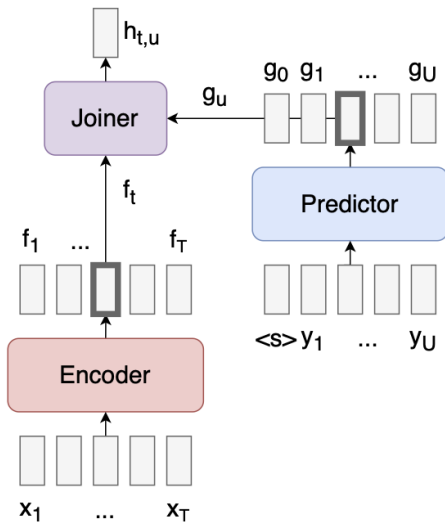 h_{t,u}
g_0 g_1 ... g_U
g_u
Joiner
f_t
Predictor
f_1 ... f_T
<s> y_1 ... y_U
Encoder
x_1 ... x_T